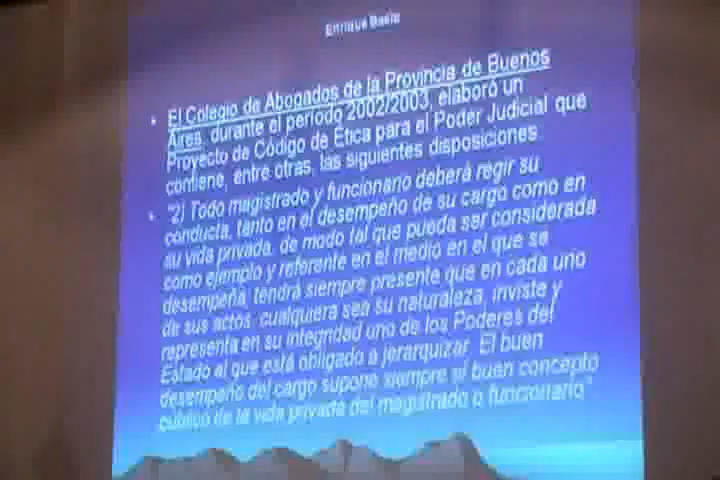 Enrique Basla
• El Colegio de Abogados de la Provincia de Buenos
Aires, durante el período 2002/2003, elaboró un
Proyecto de Código de Ética para el Poder Judicial que
contiene, entre otras, las siguientes disposiciones:
• "2) Todo magistrado y funcionario deberá regir su
conducta, tanto en el desempeño de su cargo como en
su vida privada, de modo tal que pueda ser considerada
como ejemplo y referente en el medio en el que se
desempeña; tendrá siempre presente que en cada uno
de sus actos, cualquiera sea su naturaleza, inviste y
representa en su integridad uno de los Poderes del
Estado al que está obligado a jerarquizar. El buen
desempeño del cargo supone siempre el buen concepto
público de la vida privada del magistrado o funcionario"